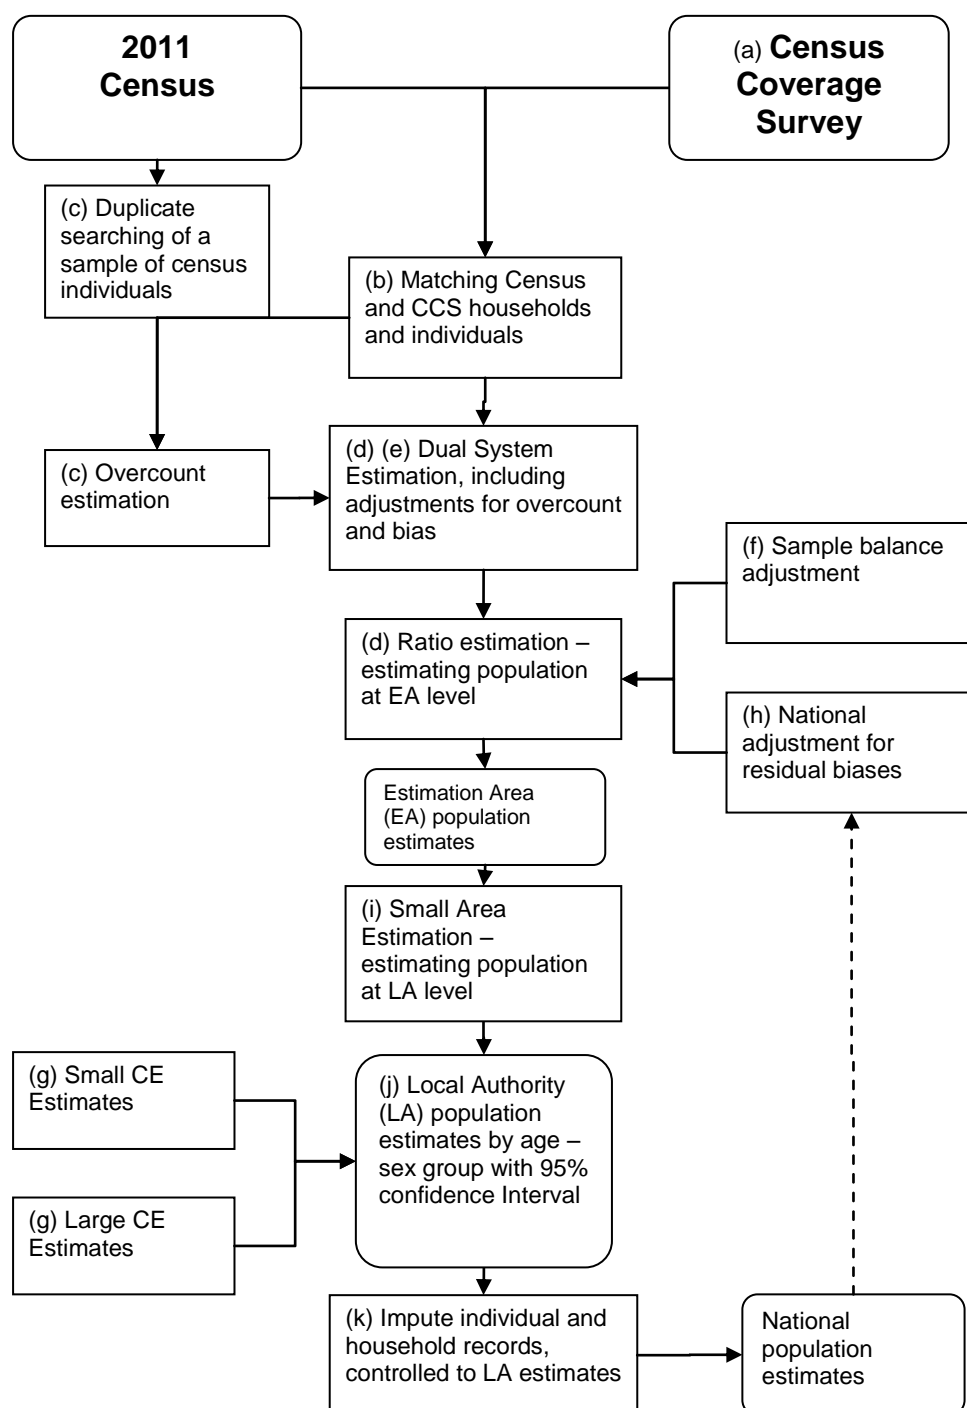 2011
Census
(a) Census
Coverage
Survey
(c) Duplicate
searching of a
sample of census
individuals
(b) Matching Census
and CCS households
and individuals
(c) Overcount
estimation
(d) (e) Dual System
Estimation, including
adjustments for overcount
and bias
(f) Sample balance
adjustment
(d) Ratio estimation –
estimating population
at EA level
(h) National
adjustment for
residual biases
Estimation Area
(EA) population
estimates
(i) Small Area
Estimation –
estimating population
at LA level
(g) Small CE
Estimates
(j) Local Authority
(LA) population
estimates by age –
sex group with 95%
confidence Interval
(g) Large CE
Estimates
(k) Impute individual and
household records,
controlled to LA estimates
National
population
estimates